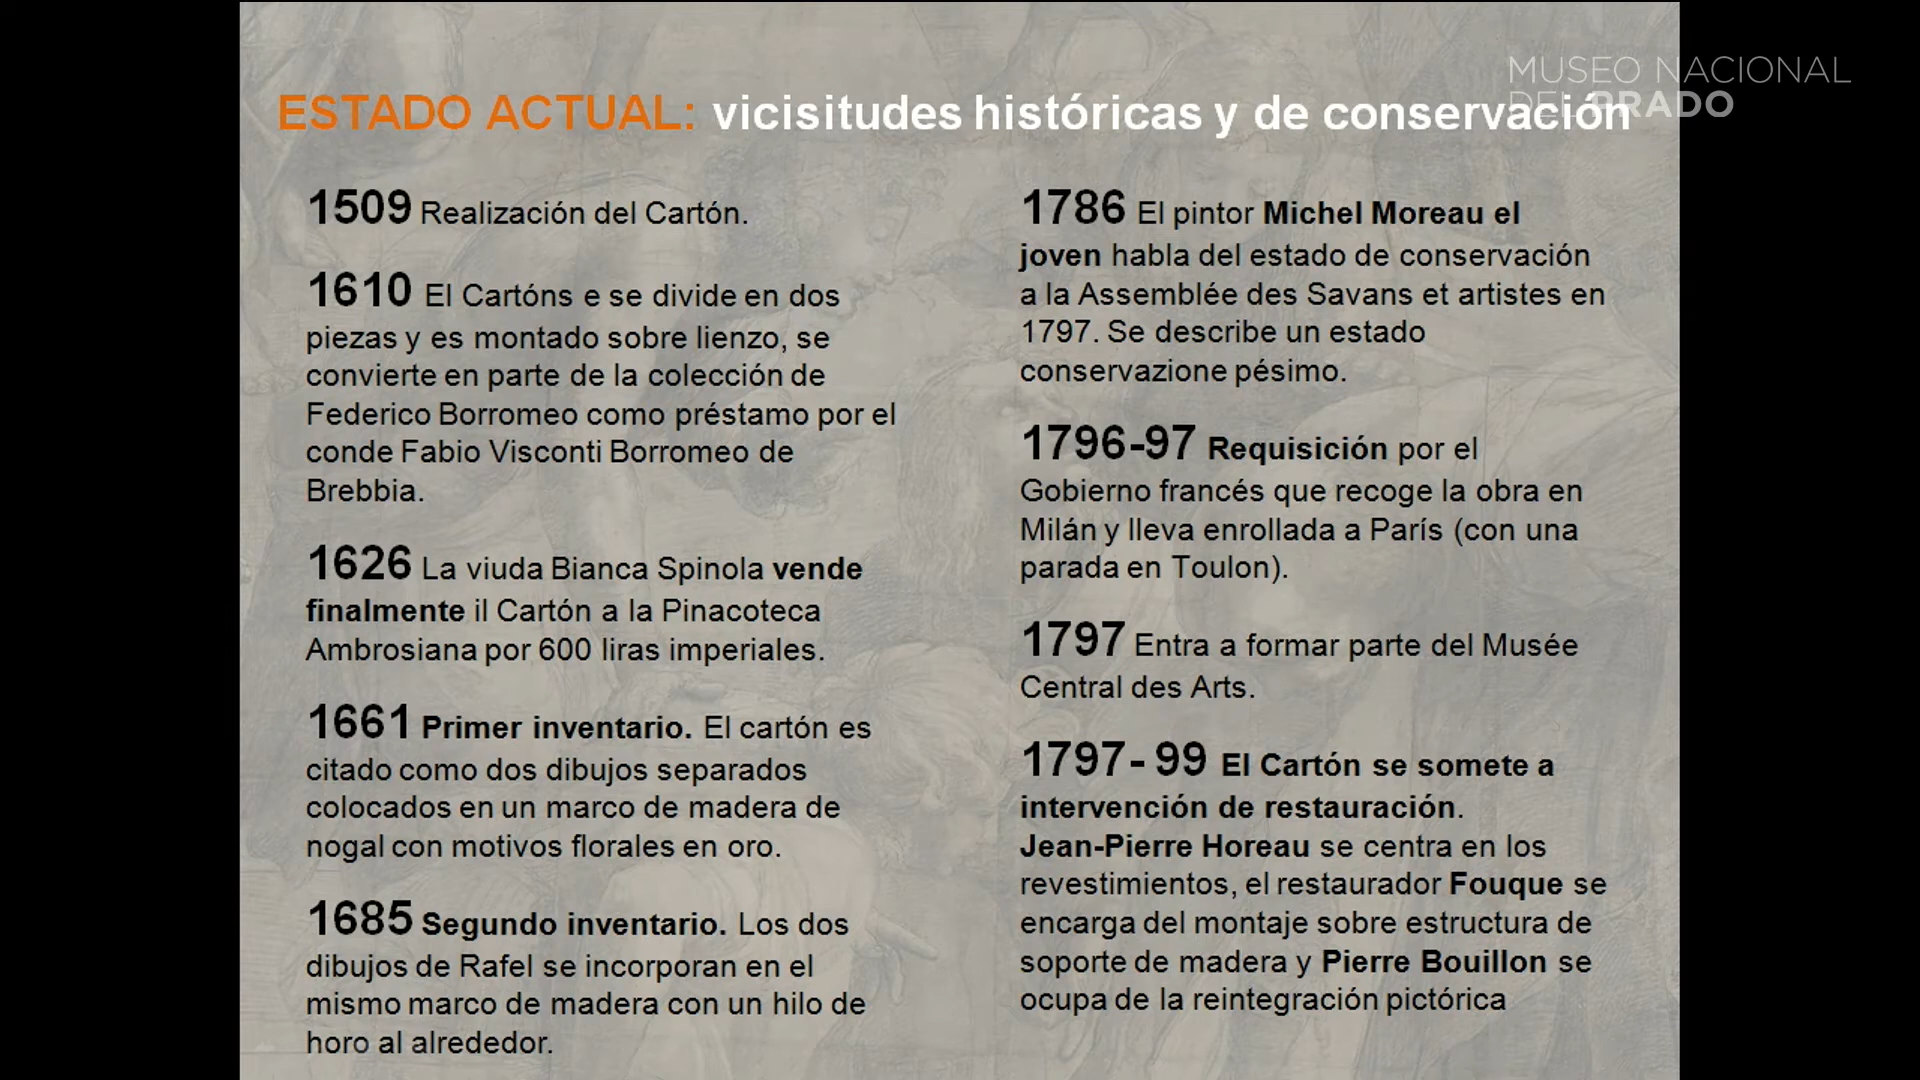 MUSEO NACIONAL
DEL PRADO
ESTADO ACTUAL: vicisitudes históricas y de conservación
1509 Realización del Cartón.
1610 El Cartóns e se divide en dos
piezas y es montado sobre lienzo, se
convierte en parte de la colección de
Federico Borromeo como préstamo por el
conde Fabio Visconti Borromeo de
Brebbia.
1626 La viuda Bianca Spinola vende
finalmente il Cartón a la Pinacoteca
Ambrosiana por 600 liras imperiales.
1661 Primer inventario. El cartón es
citado como dos dibujos separados
colocados en un marco de madera de
nogal con motivos florales en oro.
1685 Segundo inventario. Los dos
dibujos de Rafel se incorporan en el
mismo marco de madera con un hilo de
horo al alrededor.
1786 El pintor Michel Moreau el
joven habla del estado de conservación
a la Assemblée des Savans et artistes en
1797. Se describe un estado
conservazione pésimo.
1796-97 Requisición por el
Gobierno francés que recoge la obra en
Milán y lleva enrollada a París (con una
parada en Toulon).
1797 Entra a formar parte del Musée
Central des Arts.
1797- 99 El Cartón se somete a
intervención de restauración.
Jean-Pierre Horeau se centra en los
revestimientos, el restaurador Fouque se
encarga del montaje sobre estructura de
soporte de madera y Pierre Bouillon se
ocupa de la reintegración pictórica